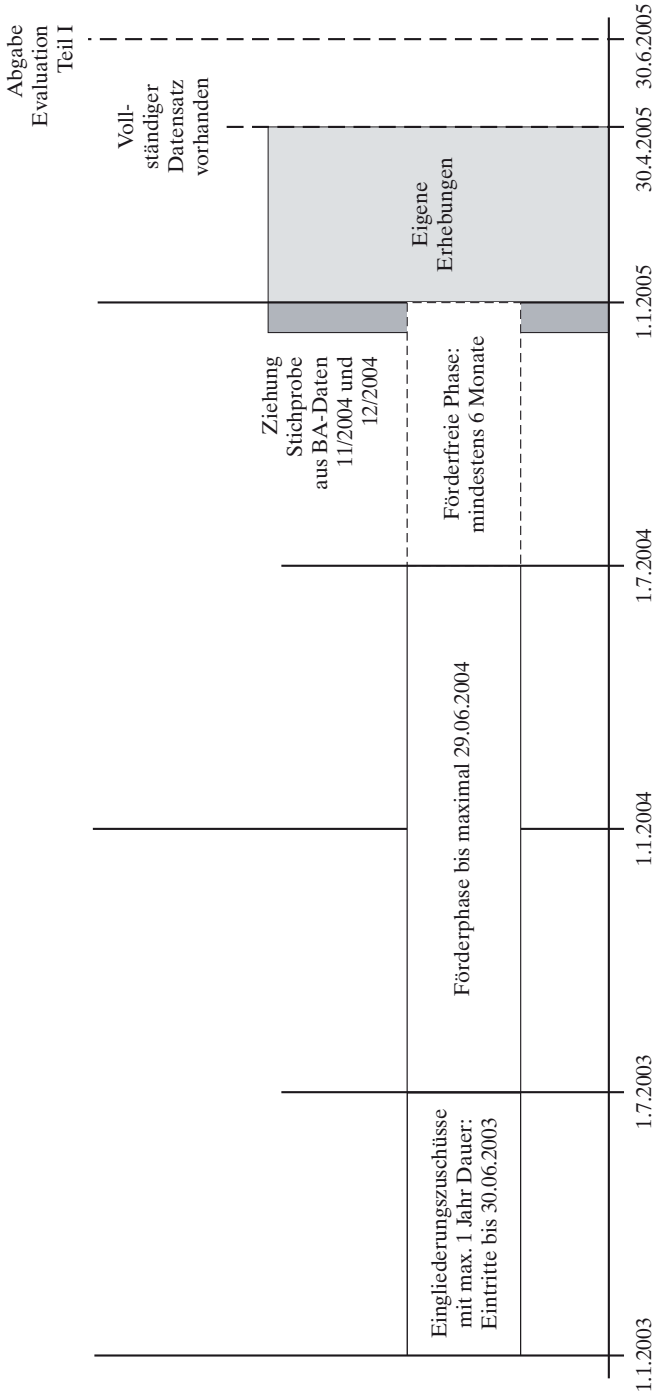 Abgabe
Evaluation
Teil I
Voll-
ständiger
Datensatz
vorhanden
Ziehung
Stichprobe
aus BA-Daten
11/2004 und
12/2004
Eigene
Erhebungen
Eingliederungszuschüsse
mit max. 1 Jahr Dauer:
Eintritte bis 30.06.2003
Förderphase bis maximal 29.06.2004
Förderfreie Phase:
mindestens 6 Monate
1.1.2003
1.7.2003
1.1.2004
1.7.2004
1.1.2005
30.4.2005
30.6.2005